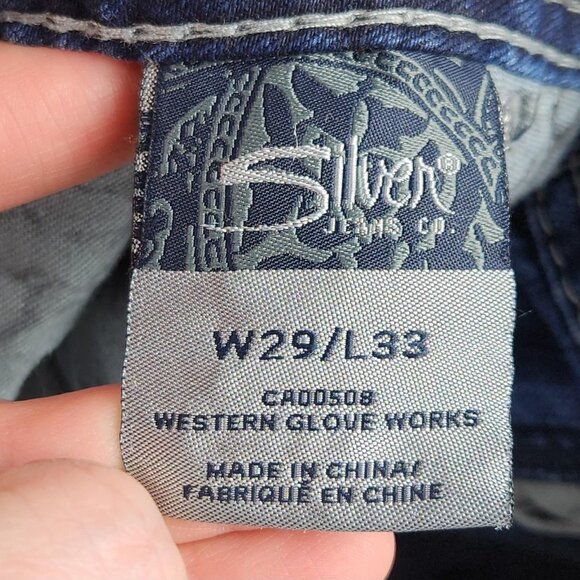 Silver®
JEANS CO.
W29/L33
CA00508
WESTERN GLOVE WORKS
MADE IN CHINA/
FABRIQUÉ EN CHINE